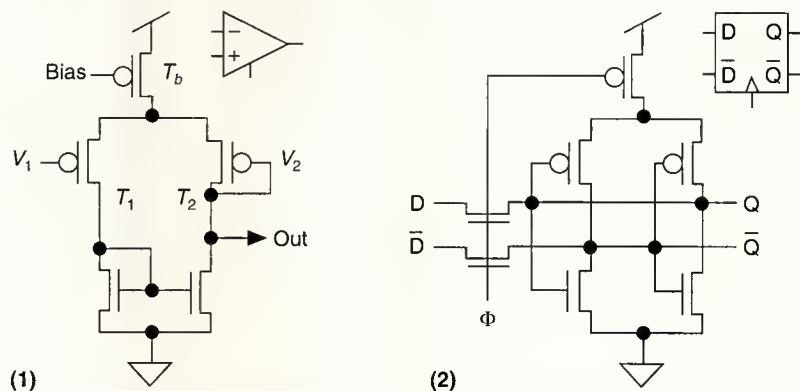 Bias
T_b
V_1
V_2
T_1
T_2
Out
− +
(1)
D Q
D̅ Q̅
D Q
D̅ Q̅
Φ
(2)